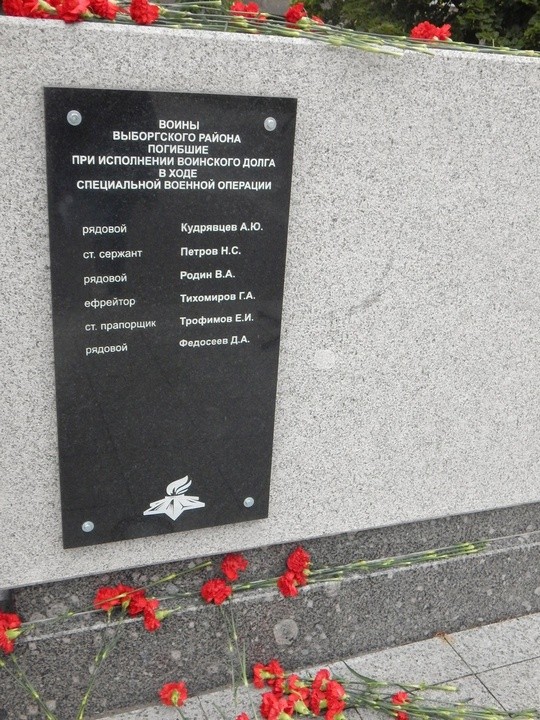 ВОИНЫ
ВЫБОРГСКОГО РАЙОНА
ПОГИБШИЕ
ПРИ ИСПОЛНЕНИИ ВОИНСКОГО ДОЛГА
В ХОДЕ
СПЕЦИАЛЬНОЙ ВОЕННОЙ ОПЕРАЦИИ
рядовой Кудрявцев А.Ю.
ст. сержант Петров Н.С.
рядовой Родин В.А.
ефрейтор Тихомиров Г.А.
ст. прапорщик Трофимов Е.И.
рядовой Федосеев Д.А.